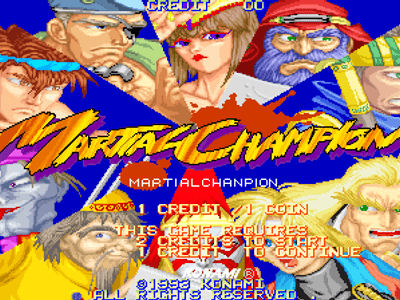 CREDIT 00
MARTIAL CHAMPION
MARTIALCHANPION
1 CREDIT /1 COIN
THIS GAME REQUIRES
2 CREDITS TO START
1 CREDIT TO CONTINUE
KONAMI®
©1993 KONAMI
ALL RIGHTS RESERVED